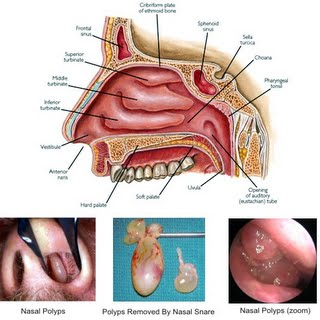 Cribriform plate
of ethmoid bone
Frontal
sinus
Sphenoid
sinus
Superior
turbinate
Sella
turcica
Middle
turbinate
Choana
Pharyngeal
tonsil
Inferior
turbinate
Vestibule
Anterior
naris
Hard palate
Soft palate
Uvula
Opening
of auditory
(eustachian) tube
Nasal Polyps
Polyps Removed By Nasal Snare
Nasal Polyps (zoom)